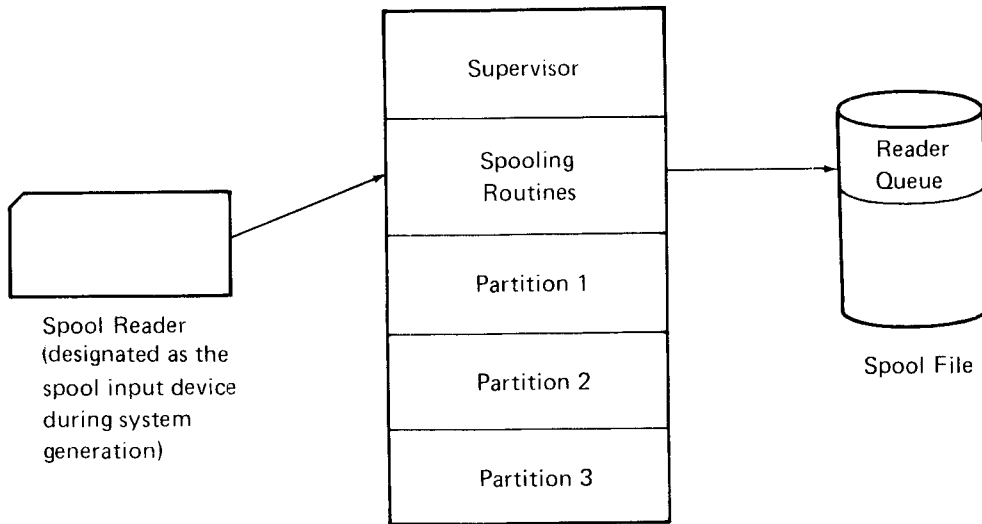 Supervisor
Spooling
Routines
Partition 1
Partition 2
Partition 3
Spool Reader
(designated as the
spool input device
during system
generation)
Reader
Queue
Spool File